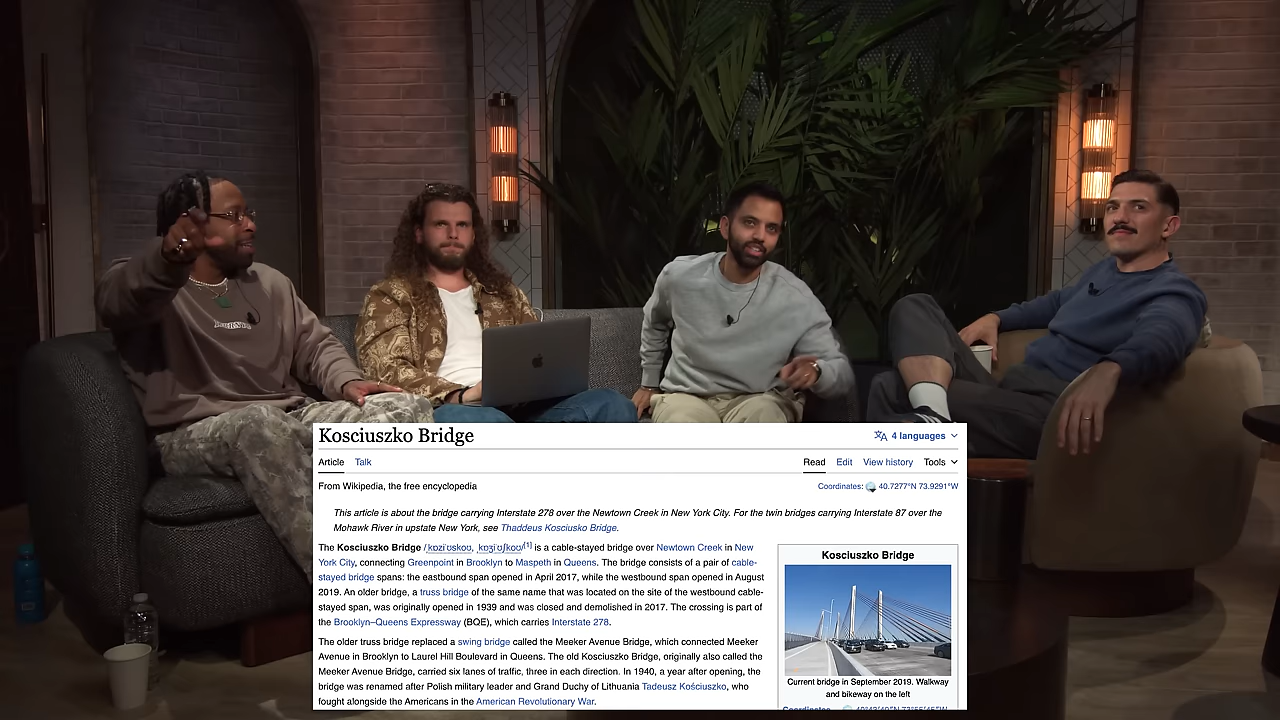 Kosciuszko Bridge
4 languages
Article Talk
Read Edit View history Tools
From Wikipedia, the free encyclopedia
Coordinates: 40.7277°N 73.9291°W
This article is about the bridge carrying Interstate 278 over the Newtown Creek in New York City. For the twin bridges carrying Interstate 87 over the
Mohawk River in upstate New York, see Thaddeus Kosciusko Bridge.
The Kosciuszko Bridge /ˌkɒziˈʊskoʊ, ˌkɒʒiˈʊʃkoʊ/[1] is a cable-stayed bridge over Newtown Creek in New
York City, connecting Greenpoint in Brooklyn to Maspeth in Queens. The bridge consists of a pair of cable-
stayed bridge spans: the eastbound span opened in April 2017, while the westbound span opened in August
2019. An older bridge, a truss bridge of the same name that was located on the site of the westbound cable-
stayed span, was originally opened in 1939 and was closed and demolished in 2017. The crossing is part of
the Brooklyn–Queens Expressway (BQE), which carries Interstate 278.
The older truss bridge replaced a swing bridge called the Meeker Avenue Bridge, which connected Meeker
Avenue in Brooklyn to Laurel Hill Boulevard in Queens. The old Kosciuszko Bridge, originally also called the
Meeker Avenue Bridge, carried six lanes of traffic, three in each direction. In 1940, a year after opening, the
bridge was renamed after Polish military leader and Grand Duchy of Lithuania Tadeusz Kościuszko, who
fought alongside the Americans in the American Revolutionary War.
Kosciuszko Bridge
Current bridge in September 2019. Walkway
and bikeway on the left